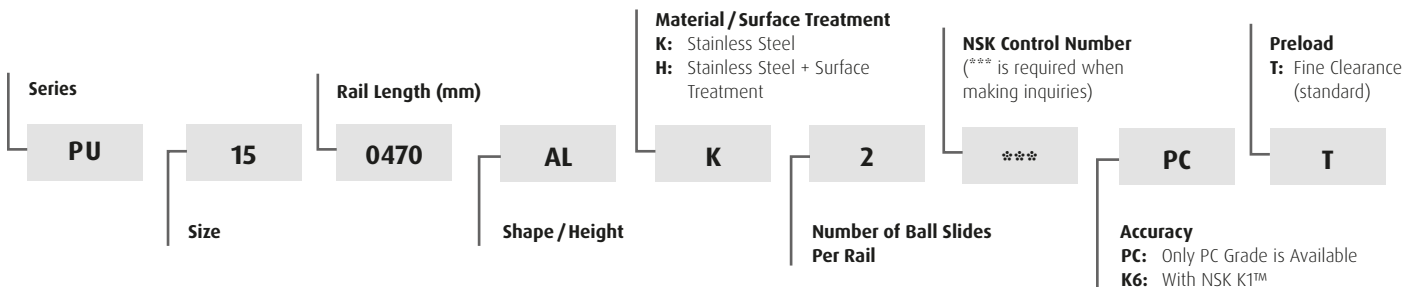 Material / Surface Treatment
K: Stainless Steel
H: Stainless Steel + Surface
Treatment
NSK Control Number
(*** is required when
making inquiries)
Preload
T: Fine Clearance
(standard)
Series
Rail Length (mm)
PU
15
0470
AL
K
2
***
PC
T
Size
Shape / Height
Number of Ball Slides
Per Rail
Accuracy
PC: Only PC Grade is Available
K6: With NSK K1™